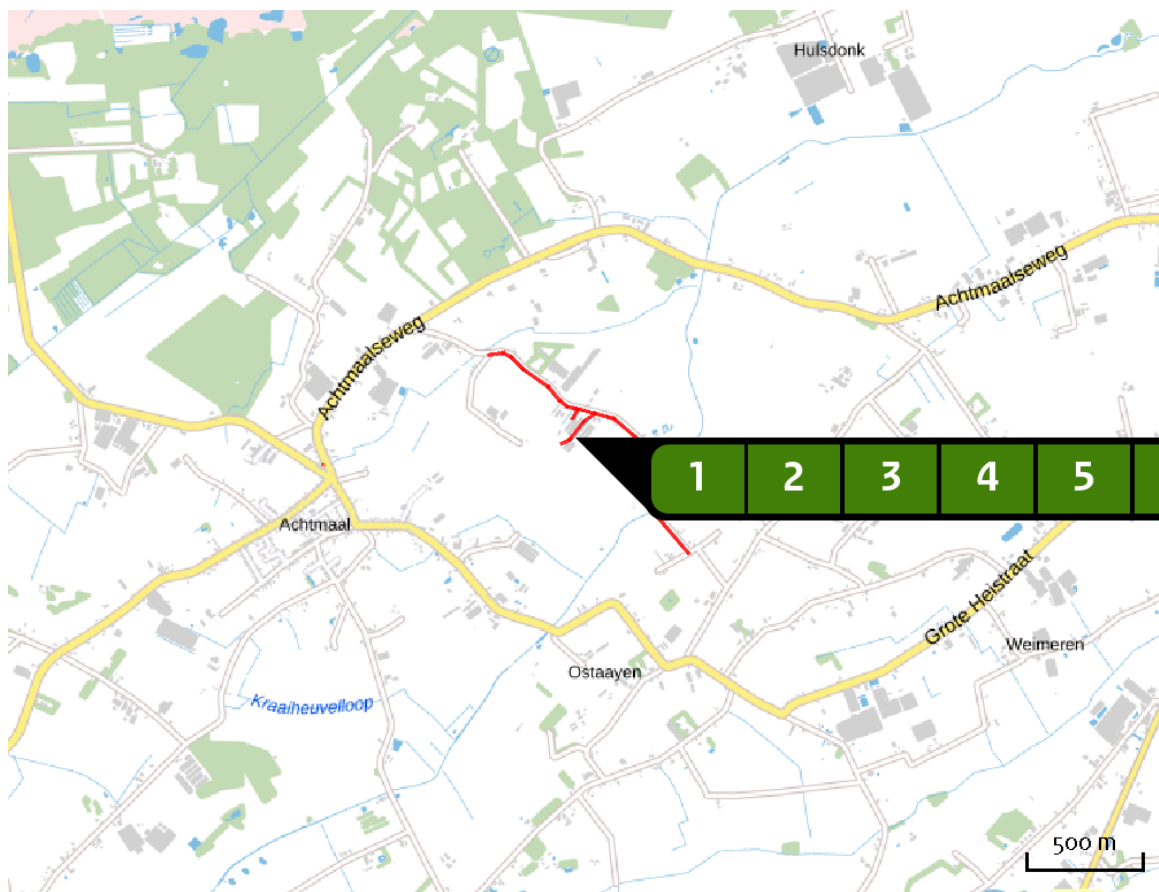 Hulsdonk
Achtmaalseweg
Achtmaalseweg
1 2 3 4 5
Achtmaal
Grote Heistraat
Weimeren
Ostaayen
Kraaiheuvelloop
500 m